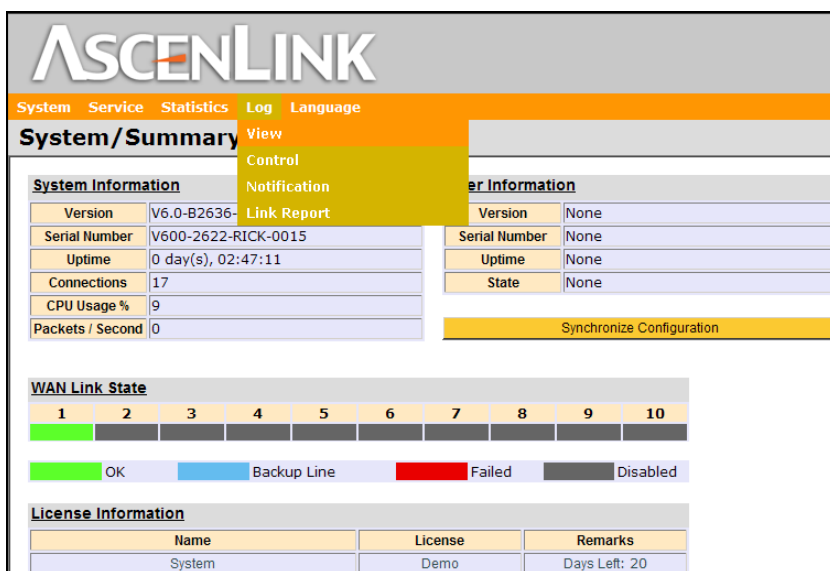 ASCENLINK
System Service Statistics Log Language
System/Summary
View
Control
Notification
Link Report
System Information
Version V6.0-B2636-
Serial Number V600-2622-RICK-0015
Uptime 0 day(s), 02:47:11
Connections 17
CPU Usage % 9
Packets / Second 0
er Information
Version None
Serial Number None
Uptime None
State None
Synchronize Configuration
WAN Link State
1 2 3 4 5 6 7 8 9 10
OK Backup Line Failed Disabled
License Information
Name License Remarks
System Demo Days Left: 20